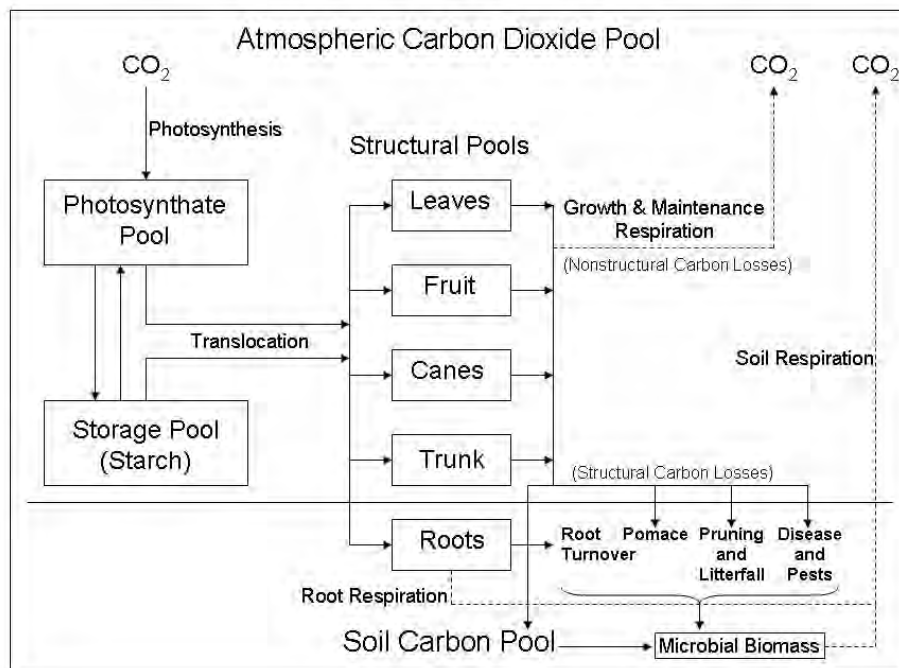 Atmospheric Carbon Dioxide Pool
CO₂
CO₂
CO₂
Photosynthesis
Structural Pools
Photosynthate
Pool
Leaves
Growth & Maintenance
Respiration
(Nonstructural Carbon Losses)
Fruit
Translocation
Soil Respiration
Canes
Storage Pool
(Starch)
Trunk
(Structural Carbon Losses)
Roots
Root
Turnover
Pomace
Pruning
and
Litterfall
Disease
and
Pests
Root Respiration
Soil Carbon Pool
Microbial Biomass